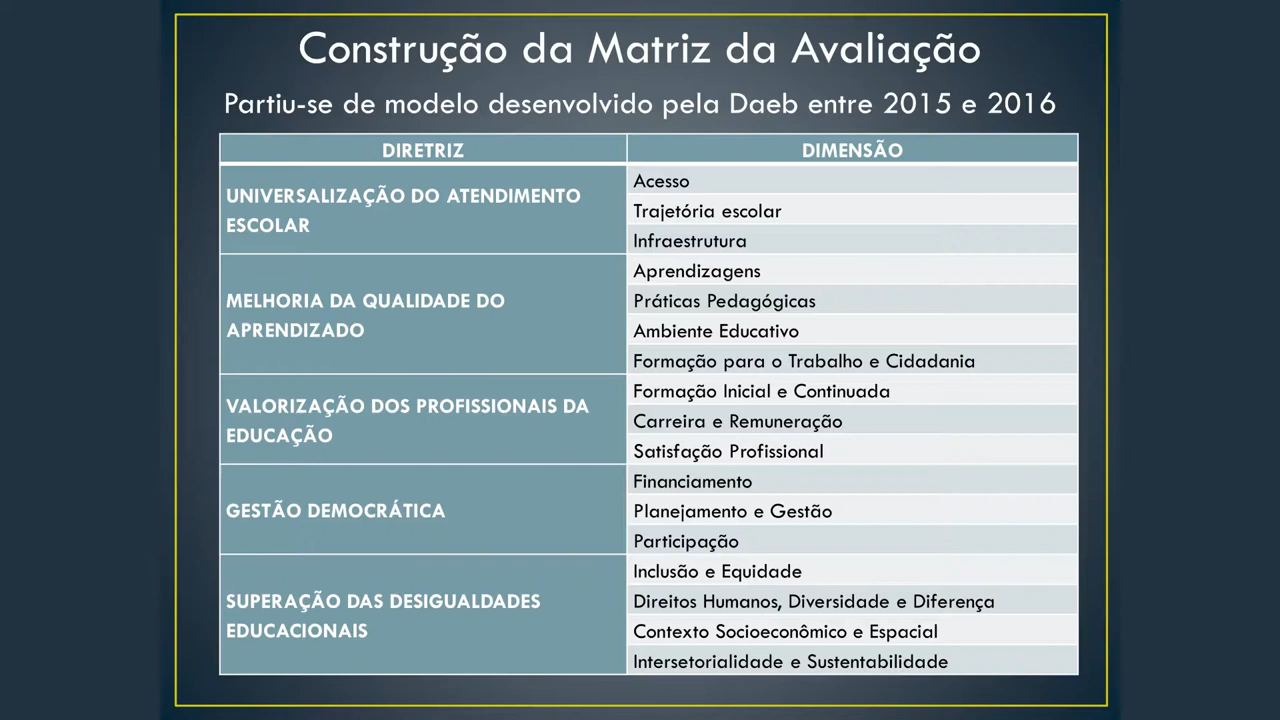 Construção da Matriz da Avaliação
Partiu-se de modelo desenvolvido pela Daeb entre 2015 e 2016
DIRETRIZ
DIMENSÃO
UNIVERSALIZAÇÃO DO ATENDIMENTO
ESCOLAR
Acesso
Trajetória escolar
Infraestrutura
MELHORIA DA QUALIDADE DO
APRENDIZADO
Aprendizagens
Práticas Pedagógicas
Ambiente Educativo
Formação para o Trabalho e Cidadania
VALORIZAÇÃO DOS PROFISSIONAIS DA
EDUCAÇÃO
Formação Inicial e Continuada
Carreira e Remuneração
Satisfação Profissional
GESTÃO DEMOCRÁTICA
Financiamento
Planejamento e Gestão
Participação
SUPERAÇÃO DAS DESIGUALDADES
EDUCACIONAIS
Inclusão e Equidade
Direitos Humanos, Diversidade e Diferença
Contexto Socioeconômico e Espacial
Intersetorialidade e Sustentabilidade